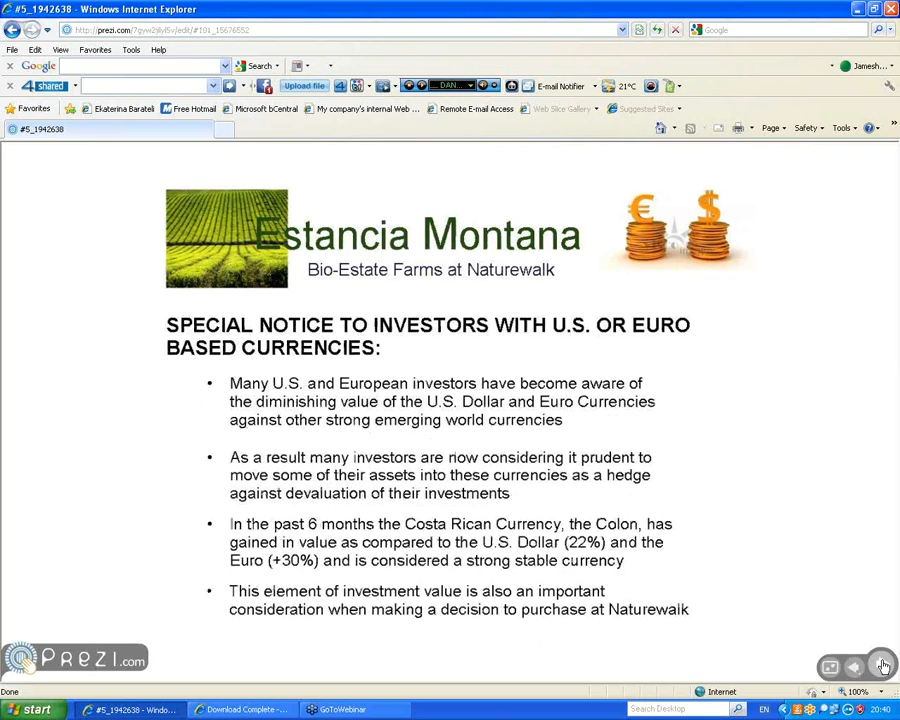 #5_1942638 - Windows Internet Explorer
File Edit View Favorites Tools Help
Google
Google Search Jamesh...
4shared Upload file DAN... E-mail Notifier 21°C
Favorites Ekaterina Barateli Free Hotmail Microsoft bCentral My company's internal Web ... Remote E-mail Access Web Slice Gallery Suggested Sites
#5_1942638 Page Safety Tools
Estancia Montana
Bio-Estate Farms at Naturewalk
€ $
SPECIAL NOTICE TO INVESTORS WITH U.S. OR EURO
BASED CURRENCIES:
• Many U.S. and European investors have become aware of
the diminishing value of the U.S. Dollar and Euro Currencies
against other strong emerging world currencies
• As a result many investors are now considering it prudent to
move some of their assets into these currencies as a hedge
against devaluation of their investments
• In the past 6 months the Costa Rican Currency, the Colon, has
gained in value as compared to the U.S. Dollar (22%) and the
Euro (+30%) and is considered a strong stable currency
• This element of investment value is also an important
consideration when making a decision to purchase at Naturewalk
Prezi.com
Done Internet 100%
start #5_1942638 - Windo... Download Complete -... GoToWebinar Search Desktop EN 20:40